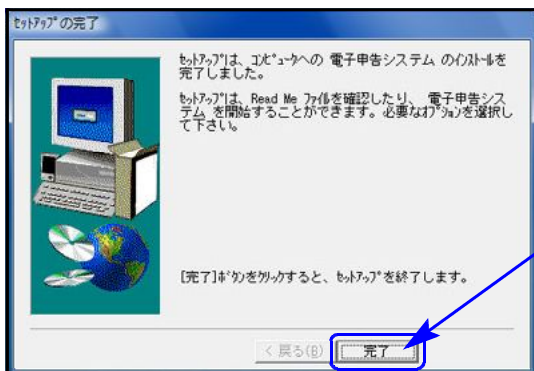 ｾｯﾄｱｯﾌﾟの完了
ｾｯﾄｱｯﾌﾟは、ｺﾝﾋﾟｭｰﾀへの 電子申告システム のｲﾝｽﾄｰﾙを
完了しました。
ｾｯﾄｱｯﾌﾟは、Read Me ﾌｧｲﾙを確認したり、 電子申告シス
テム を開始することができます。必要なｵﾌﾟｼｮﾝを選択し
て下さい。
[完了]ﾎﾞﾀﾝをｸﾘｯｸすると、ｾｯﾄｱｯﾌﾟを終了します。
< 戻る(B)
完了